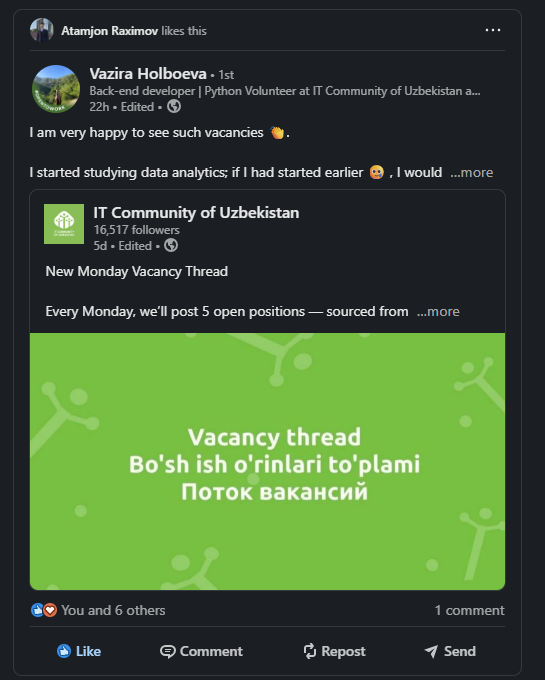 Atamjon Raximov likes this
Vazira Holboeva • 1st
Back-end developer | Python Volunteer at IT Community of Uzbekistan a...
22h • Edited •
I am very happy to see such vacancies 👏.
I started studying data analytics; if I had started earlier 🥺 , I would ...more
IT Community of Uzbekistan
16,517 followers
5d • Edited •
New Monday Vacancy Thread
Every Monday, we’ll post 5 open positions — sourced from ...more
Vacancy thread
Bo'sh ish o'rinlari to'plami
Поток вакансий
You and 6 others
1 comment
Like
Comment
Repost
Send